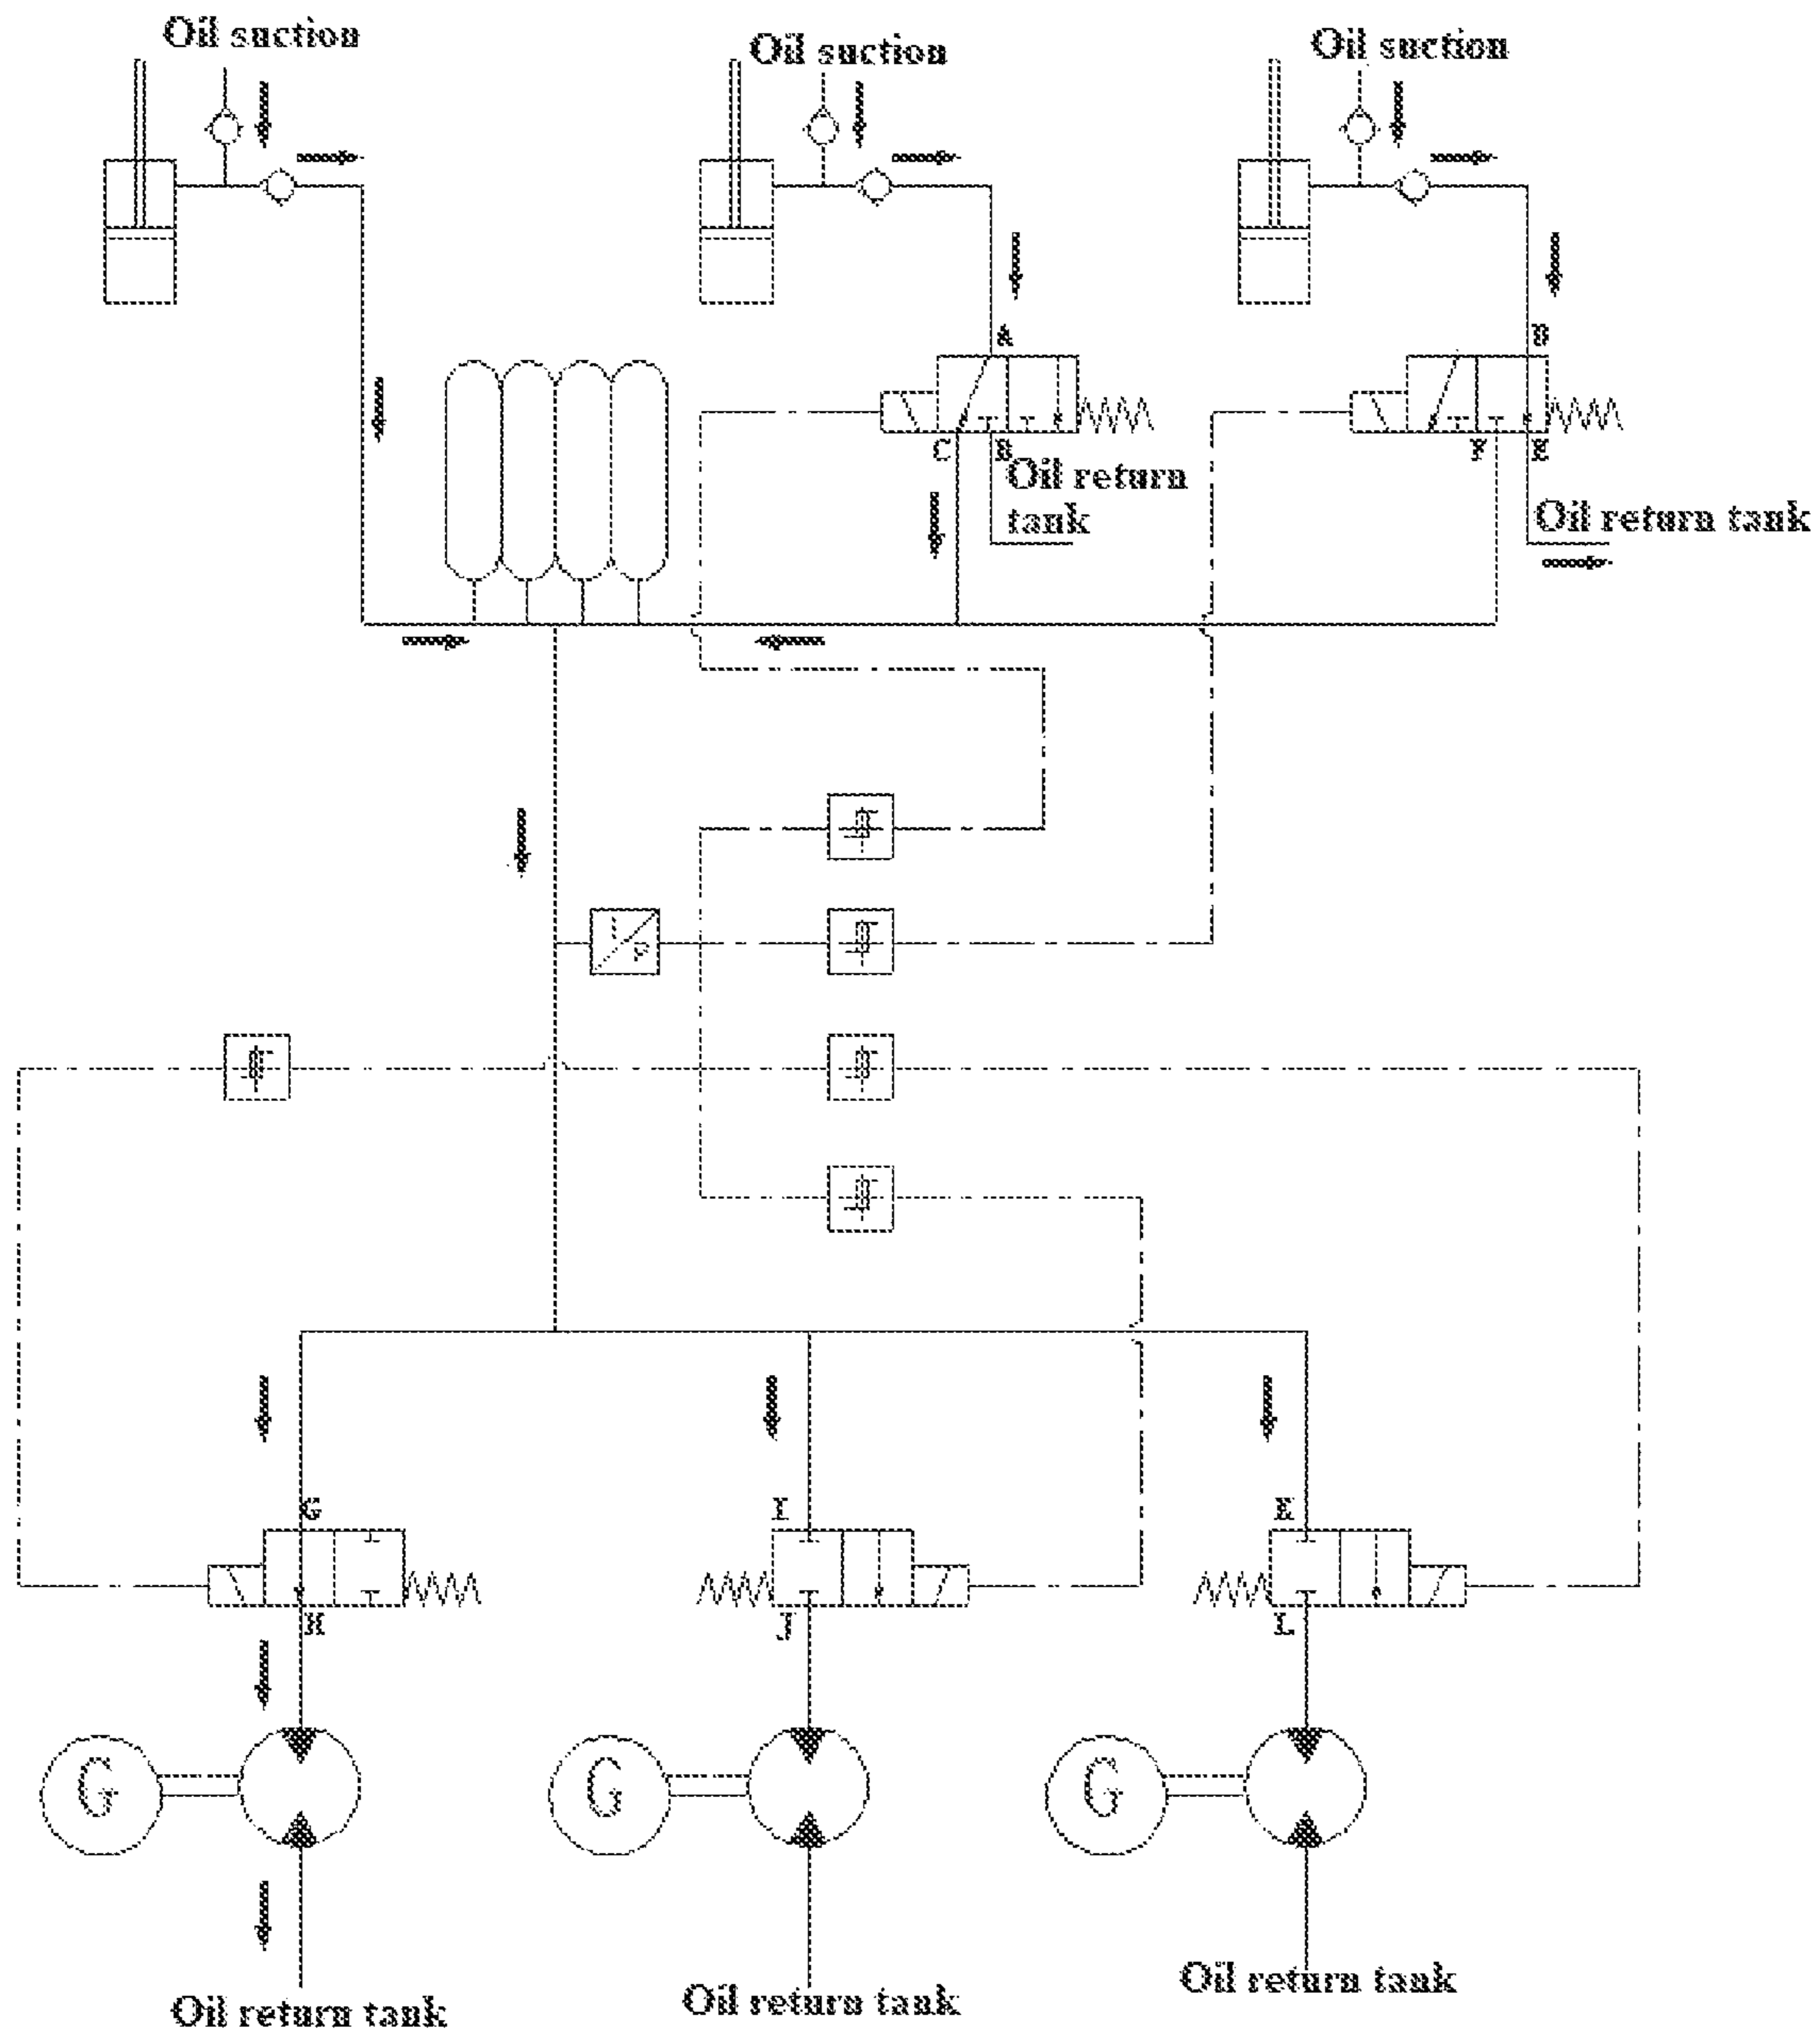 Oil suction
Oil suction
Oil suction
A
C
B
F
E
Oil return
tank
Oil return tank
G
I
H
J
L
G
G
G
Oil return tank
Oil return tank
Oil return tank